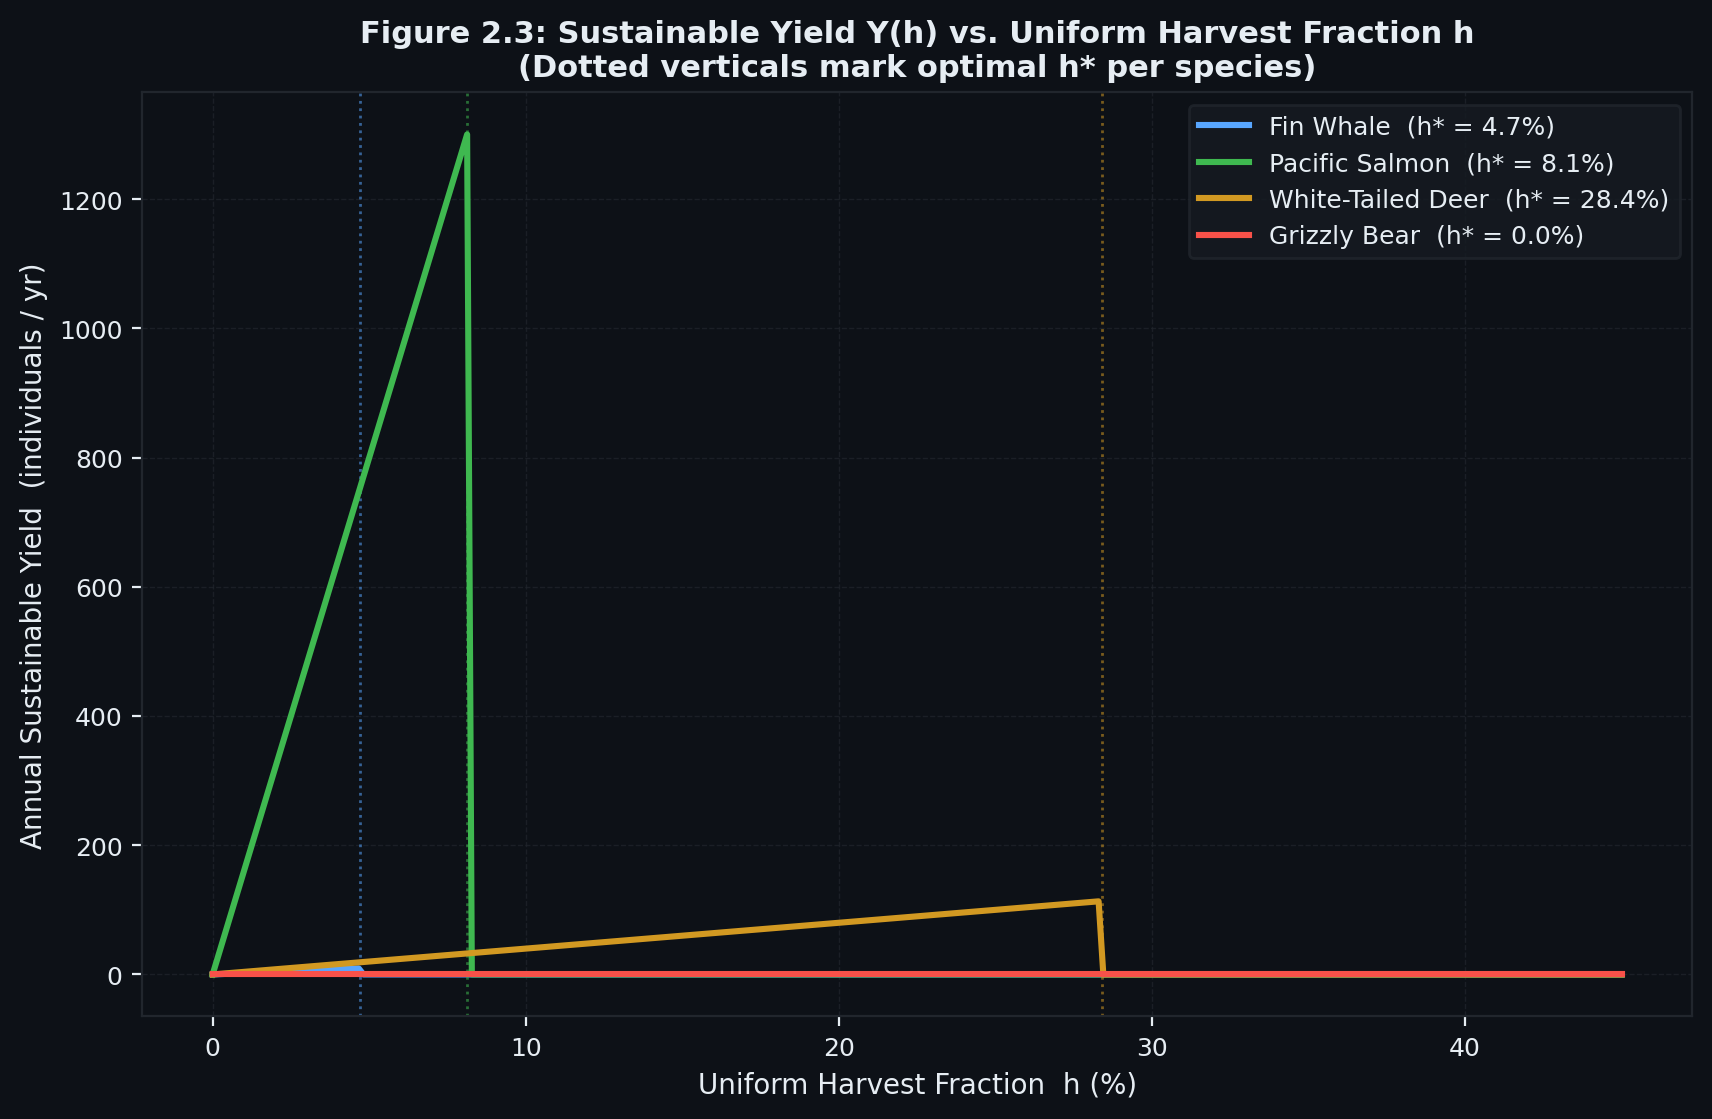 Figure 2.3: Sustainable Yield Y(h) vs. Uniform Harvest Fraction h
(Dotted verticals mark optimal h* per species)
Fin Whale (h* = 4.7%)
Pacific Salmon (h* = 8.1%)
White-Tailed Deer (h* = 28.4%)
Grizzly Bear (h* = 0.0%)
Annual Sustainable Yield (individuals / yr)
1200
1000
800
600
400
200
0
0
10
20
30
40
Uniform Harvest Fraction h (%)